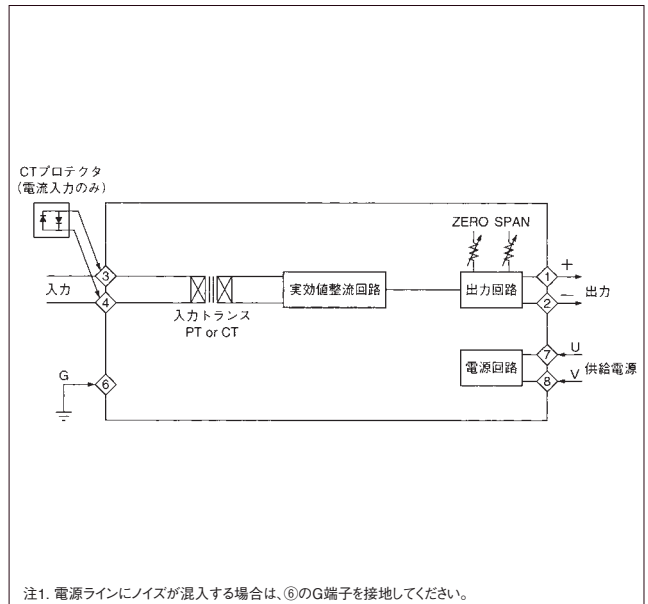 CTプロテクタ
(電流入力のみ)
ZERO SPAN
3
1
+
入力
実効値整流回路
出力回路
出力
4
2
−
入力トランス
PT or CT
7
U
電源回路
供給電源
G
6
8
V
注1. 電源ラインにノイズが混入する場合は、⑥のG端子を接地してください。